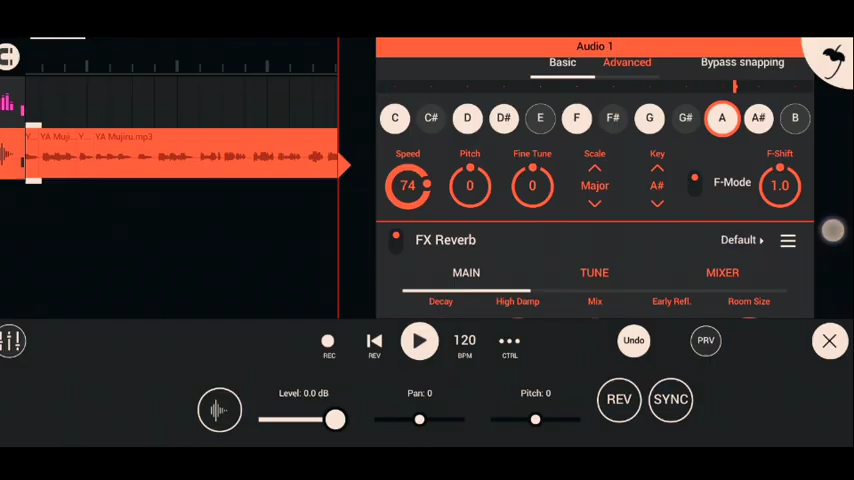 Audio 1
Basic
Advanced
Bypass snapping
C
C#
D
D#
E
F
F#
G
G#
A
A#
B
Y... YA Muji...Y... YA Mujiru.mp3
Speed
Pitch
Fine Tune
Scale
Key
F-Shift
74
0
0
Major
A#
F-Mode
1.0
FX Reverb
Default
MAIN
TUNE
MIXER
Decay
High Damp
Mix
Early Refl.
Room Size
REC
REV
120
BPM
CTRL
Undo
PRV
Level: 0.0 dB
Pan: 0
Pitch: 0
REV
SYNC